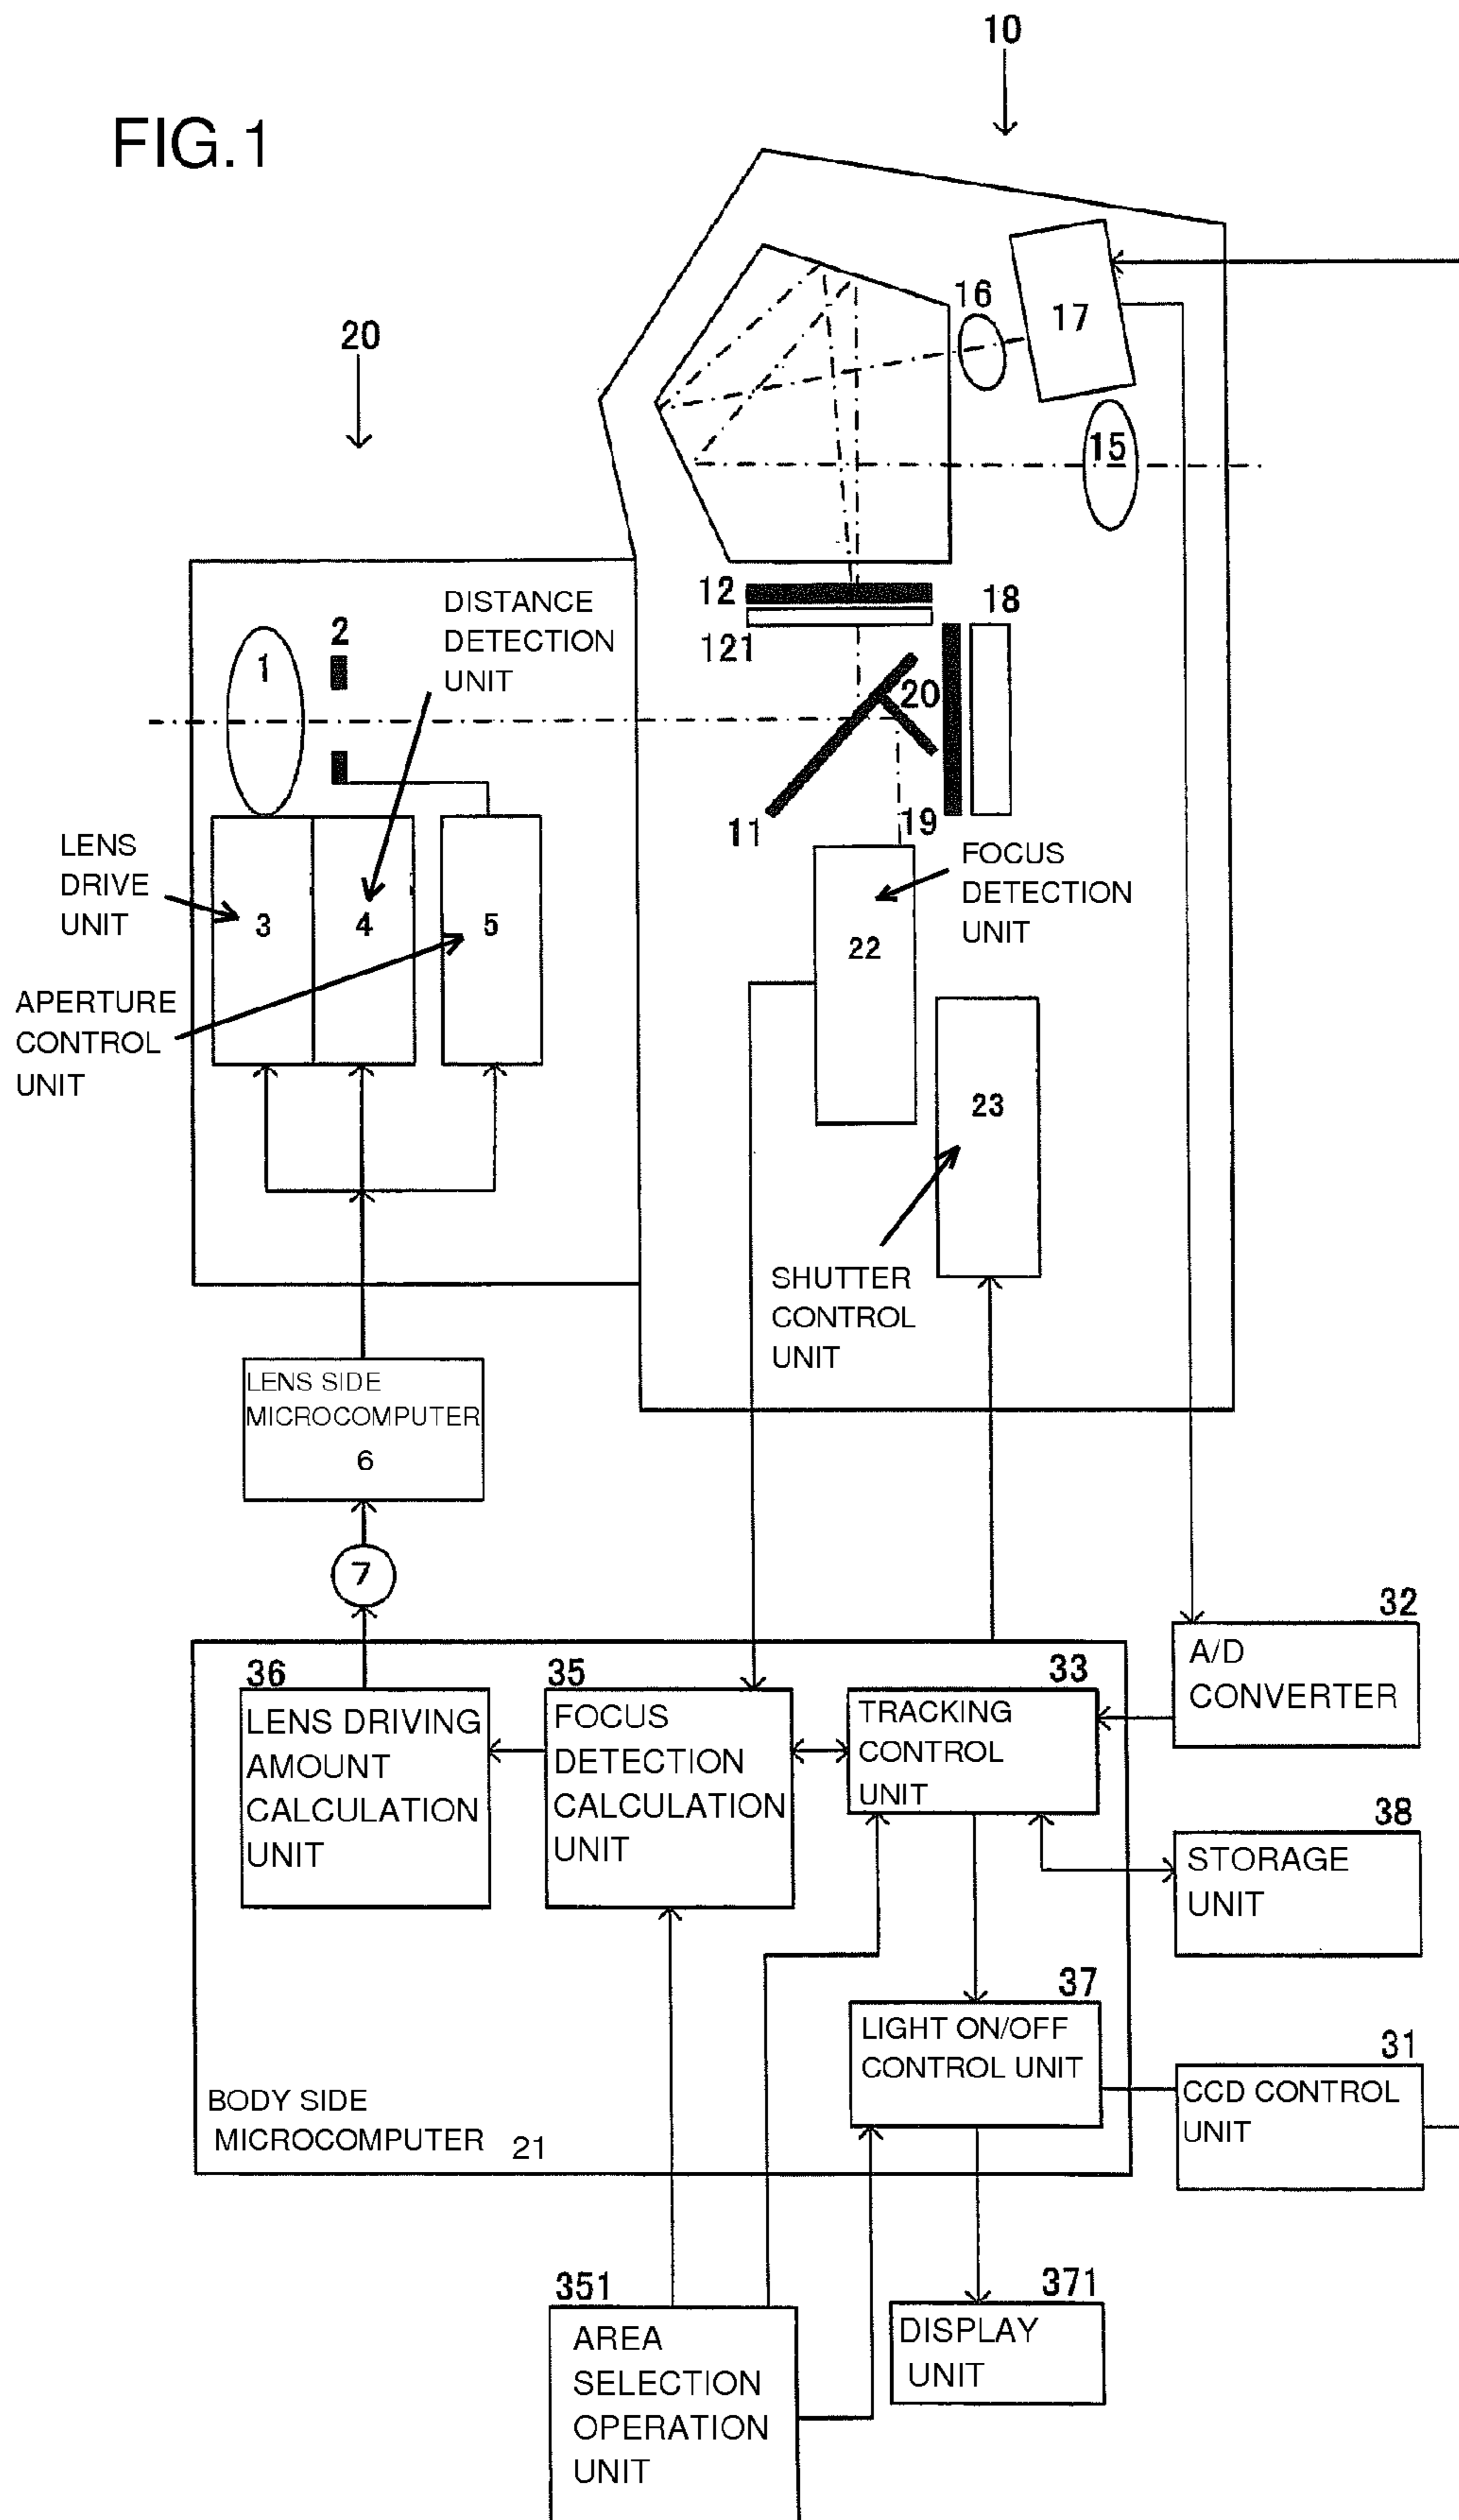 10
FIG.1
20
16
17
15
12
121
18
DISTANCE
DETECTION
UNIT
2
1
20
11
19
LENS
DRIVE
UNIT
3
4
5
FOCUS
DETECTION
UNIT
22
APERTURE
CONTROL
UNIT
23
SHUTTER
CONTROL
UNIT
LENS SIDE
MICROCOMPUTER
6
7
32
A/D
CONVERTER
36
LENS DRIVING
AMOUNT
CALCULATION
UNIT
35
FOCUS
DETECTION
CALCULATION
UNIT
33
TRACKING
CONTROL
UNIT
38
STORAGE
UNIT
37
LIGHT ON/OFF
CONTROL UNIT
31
CCD CONTROL
UNIT
BODY SIDE
MICROCOMPUTER 21
351
AREA
SELECTION
OPERATION
UNIT
371
DISPLAY
UNIT